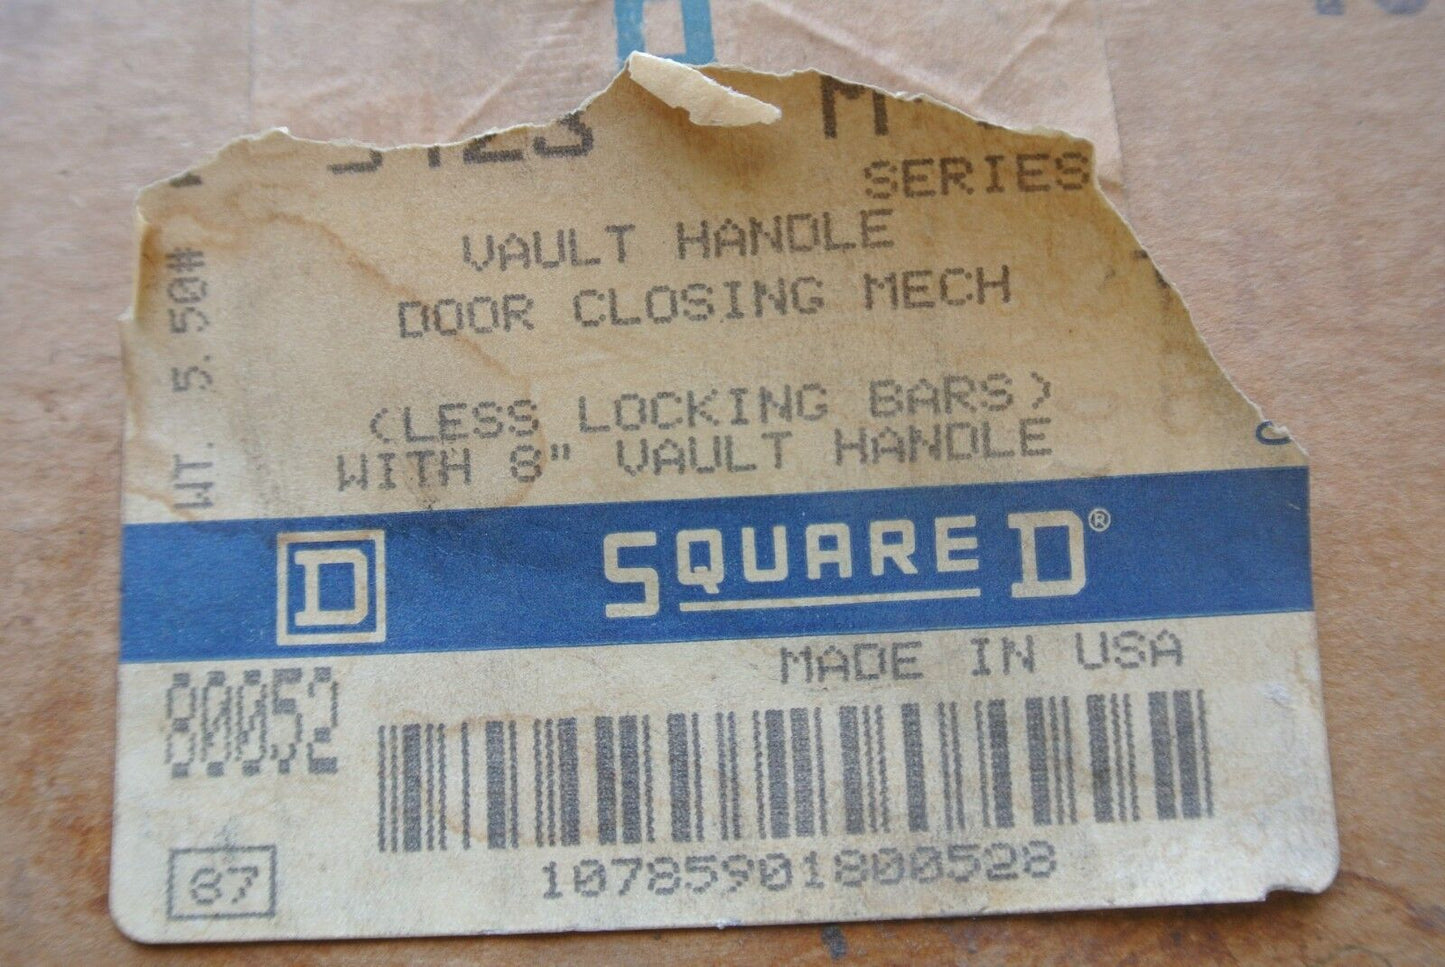 SERIES
VAULT HANDLE
DOOR CLOSING MECH
(LESS LOCKING BARS)
WITH 8" VAULT HANDLE
WT. 5.50#
D SQUARE D®
MADE IN USA
80052
10785901800528
87